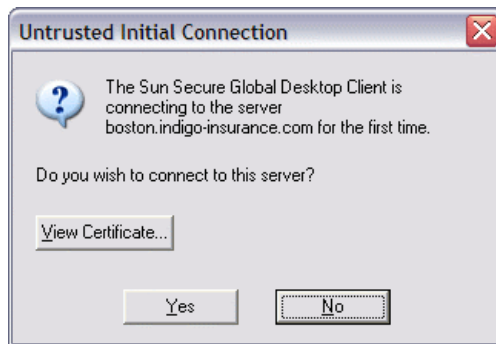 Untrusted Initial Connection
The Sun Secure Global Desktop Client is
connecting to the server
boston.indigo-insurance.com for the first time.
Do you wish to connect to this server?
View Certificate...
Yes
No